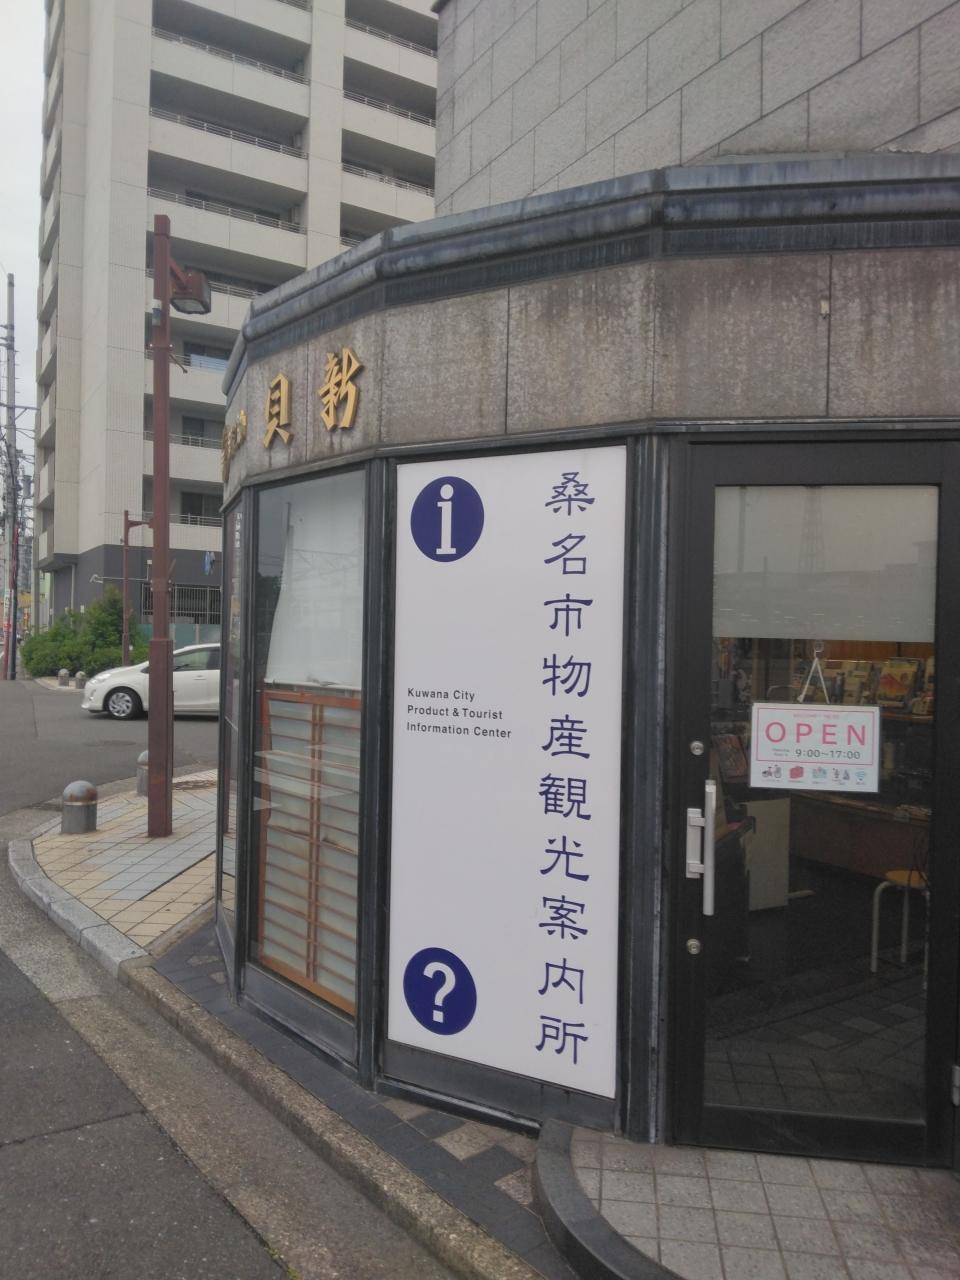 貝新
i
桑名市物産観光案内所
Kuwana City
Product & Tourist
Information Center
?
OPEN
9:00~17:00